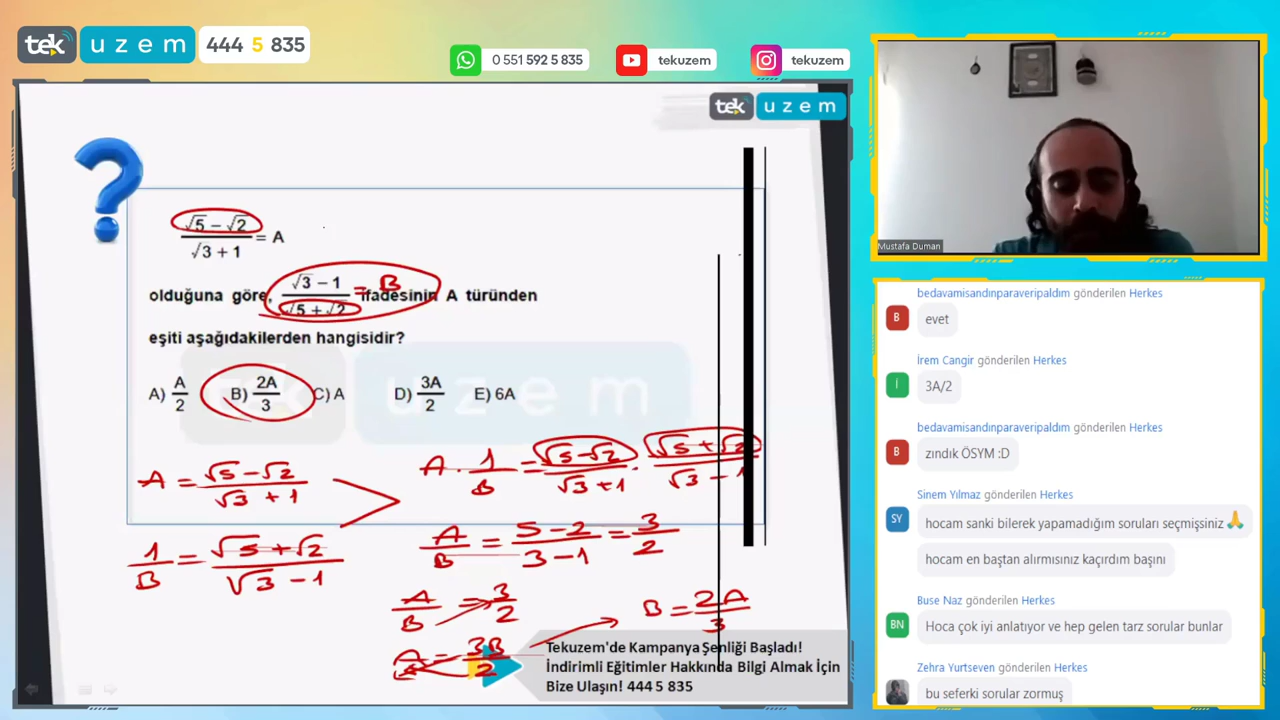 tek uzem 444 5 835
0 551 592 5 835 tekuzem tekuzem
tek uzem
√5 − √2
√3 + 1
= A
√3 − 1
√5 + √2
= B
olduğuna göre, ifadesinin A türünden
eşiti aşağıdakilerden hangisidir?
A) A/2 B) 2A/3 C) A D) 3A/2 E) 6A
tek uzem
A = (√5 − √2)/(√3 + 1)
1/B = (√5 + √2)/(√3 − 1)
A · 1/B = (√5 − √2)/(√3 + 1) · (√5 + √2)/(√3 − 1)
A/B = (5 − 2)/(3 − 1) = 3/2
A/B = 3/2
A = 3B/2
B = 2A/3
Tekuzem'de Kampanya Şenliği Başladı!
İndirimli Eğitimler Hakkında Bilgi Almak İçin
Bize Ulaşın! 444 5 835
Mustafa Duman
bedavamisandınparaveripaldım gönderilen Herkes
B evet
İrem Cangir gönderilen Herkes
İ 3A/2
bedavamisandınparaveripaldım gönderilen Herkes
B zındık ÖSYM :D
Sinem Yılmaz gönderilen Herkes
SY hocam sanki bilerek yapamadığım soruları seçmişsiniz 🙏
hocam en baştan alırmısınız kaçırdım başını
Buse Naz gönderilen Herkes
BN Hoca çok iyi anlatıyor ve hep gelen tarz sorular bunlar
Zehra Yurtseven gönderilen Herkes
bu seferki sorular zormuş